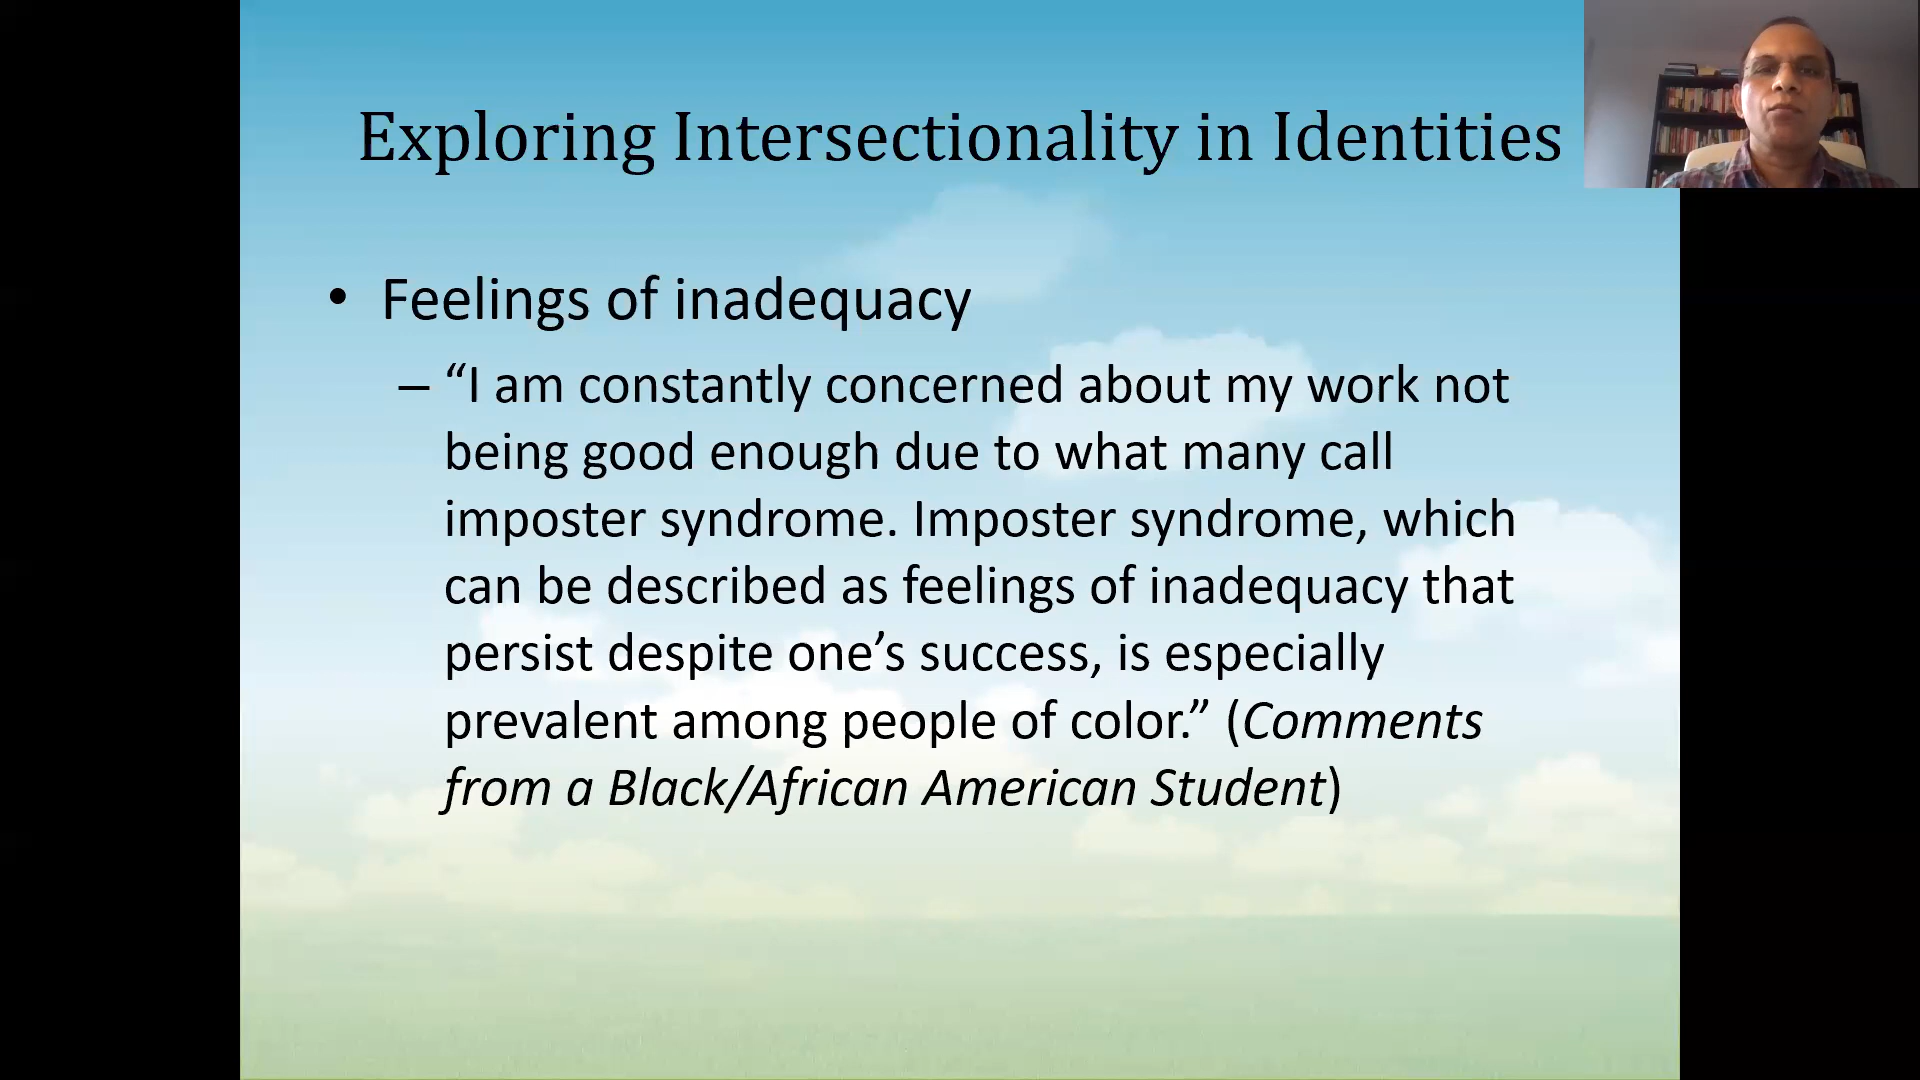 Exploring Intersectionality in Identities
• Feelings of inadequacy
– “I am constantly concerned about my work not
being good enough due to what many call
imposter syndrome. Imposter syndrome, which
can be described as feelings of inadequacy that
persist despite one’s success, is especially
prevalent among people of color.” (Comments
from a Black/African American Student)